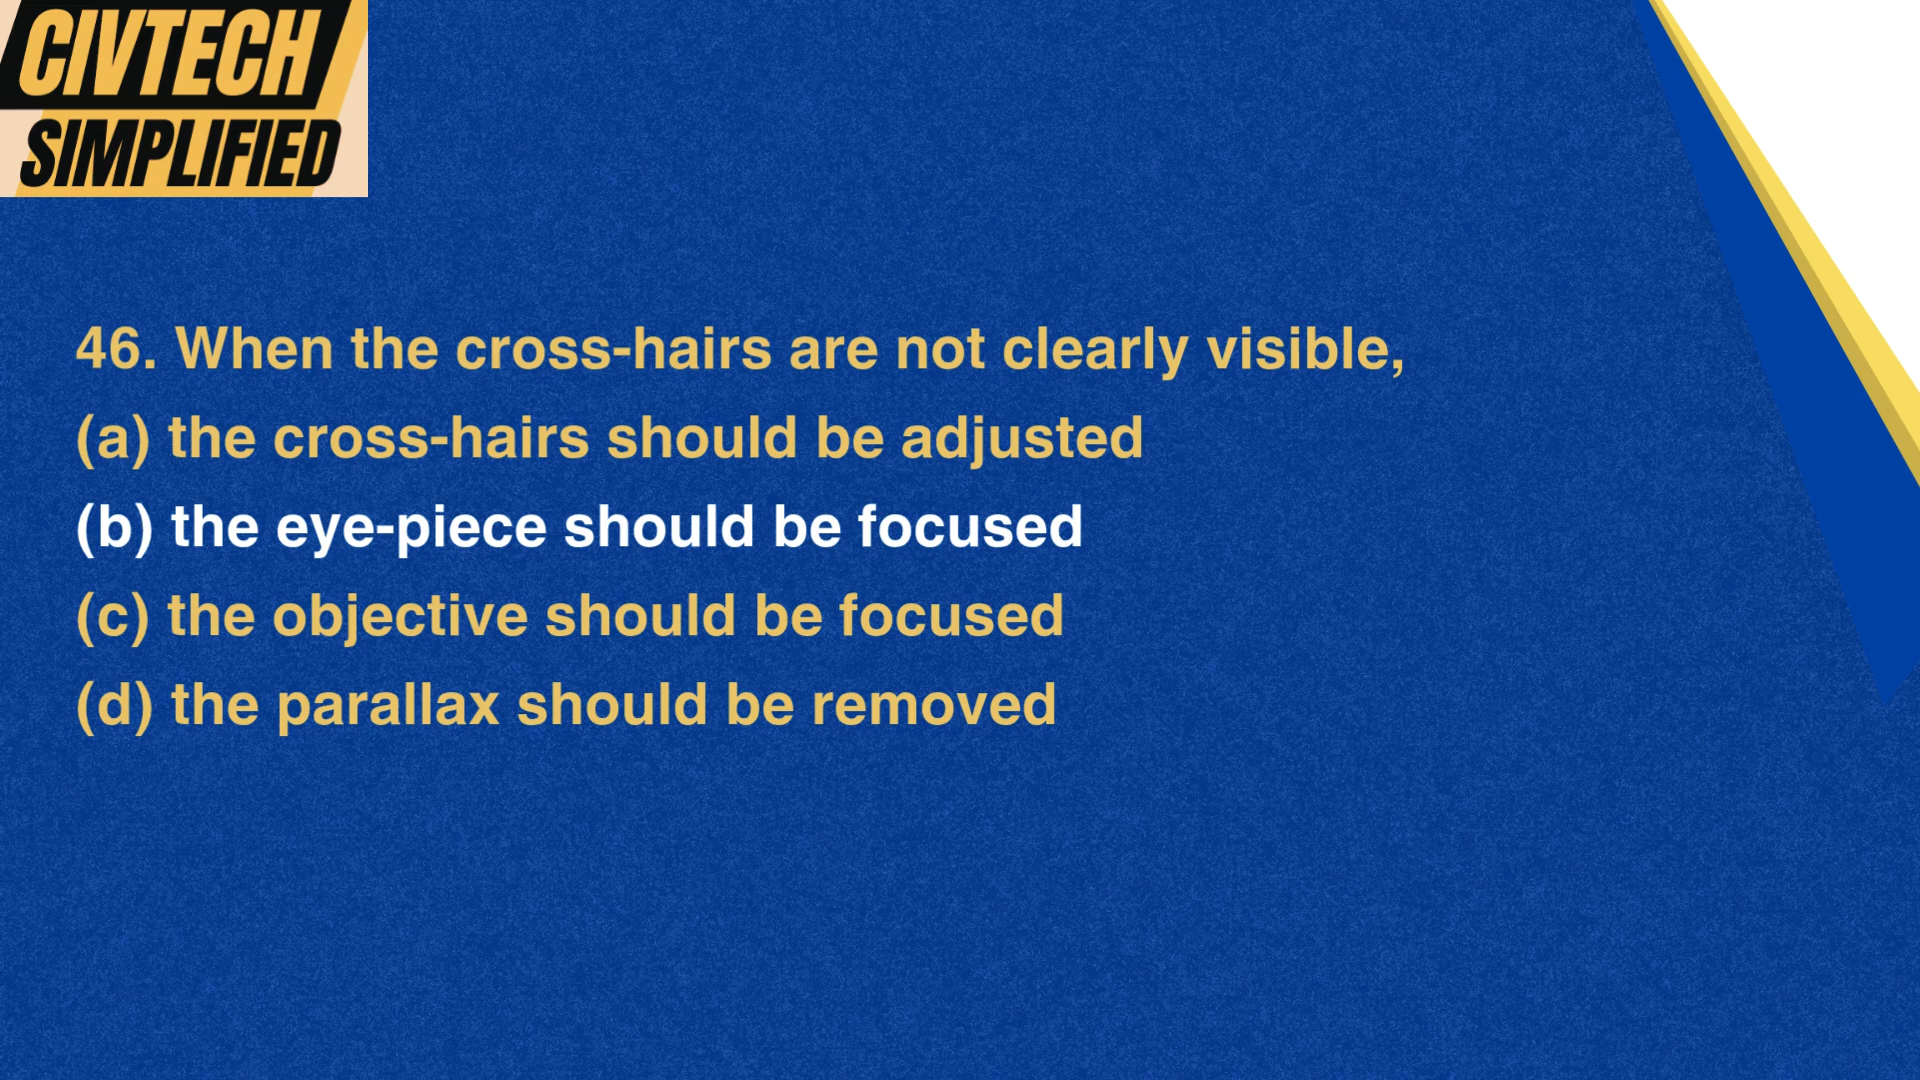 CIVTECH
SIMPLIFIED
46. When the cross-hairs are not clearly visible,
(a) the cross-hairs should be adjusted
(b) the eye-piece should be focused
(c) the objective should be focused
(d) the parallax should be removed